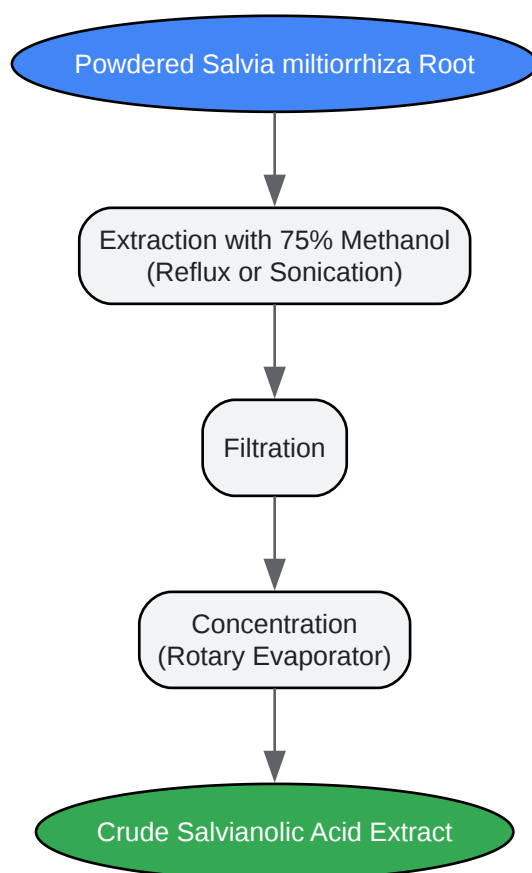 Powdered Salvia miltiorrhiza Root
Extraction with 75% Methanol
(Reflux or Sonication)
Filtration
Concentration
(Rotary Evaporator)
Crude Salvianolic Acid Extract